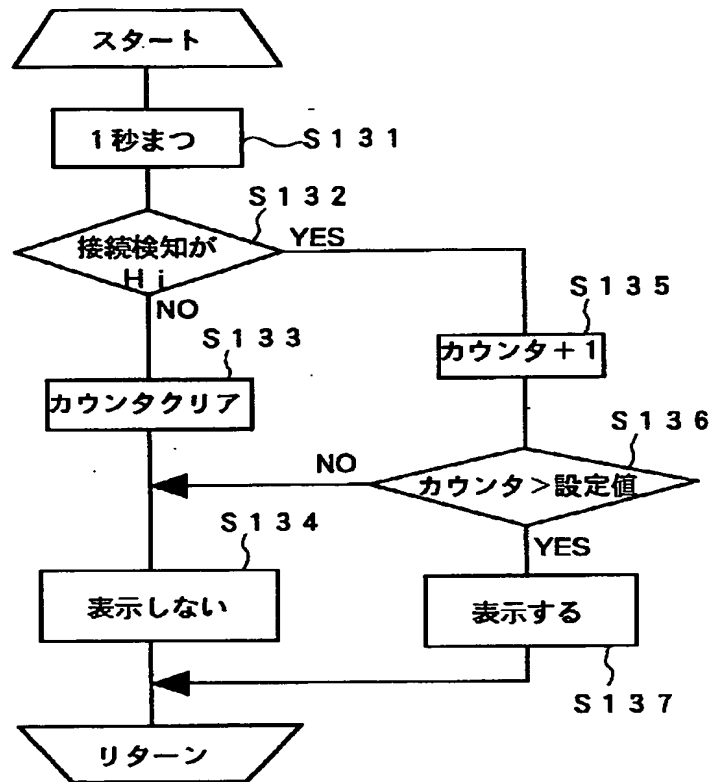 スタート
1秒まつ
S131
S132
接続検知が
Hi
YES
NO
S133
カウンタクリア
S135
カウンタ+1
S136
カウンタ>設定値
NO
YES
S134
表示しない
表示する
S137
リターン